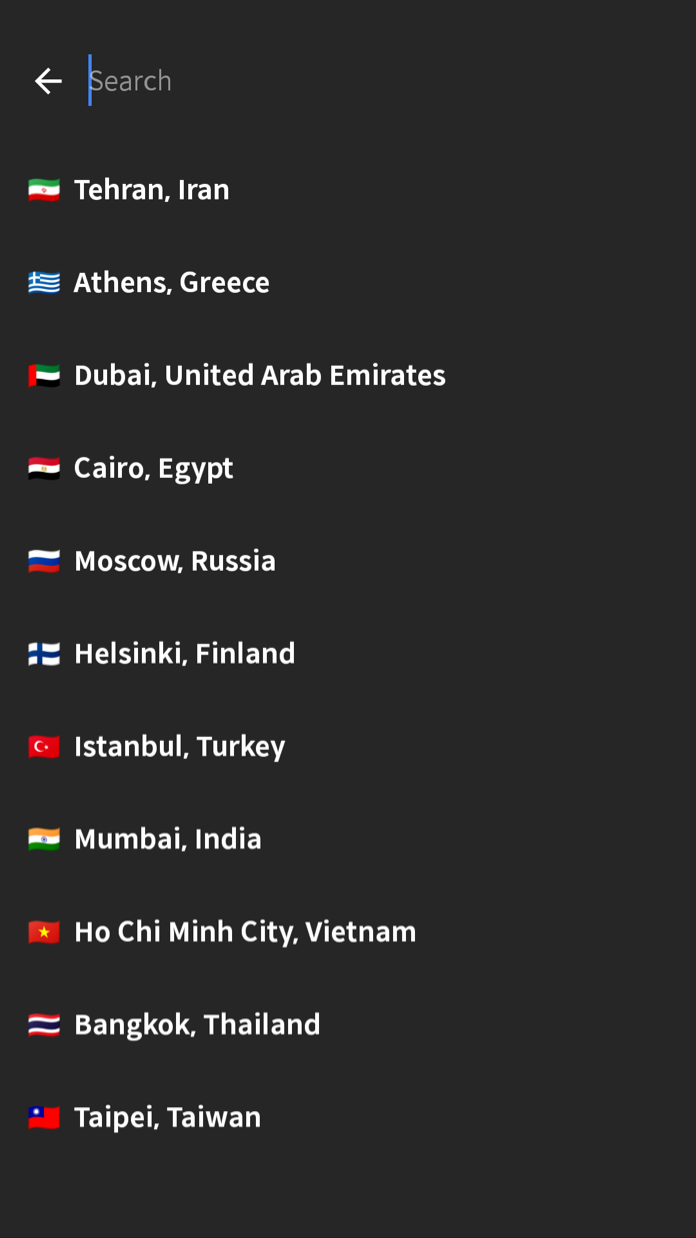 Search
Tehran, Iran
Athens, Greece
Dubai, United Arab Emirates
Cairo, Egypt
Moscow, Russia
Helsinki, Finland
Istanbul, Turkey
Mumbai, India
Ho Chi Minh City, Vietnam
Bangkok, Thailand
Taipei, Taiwan